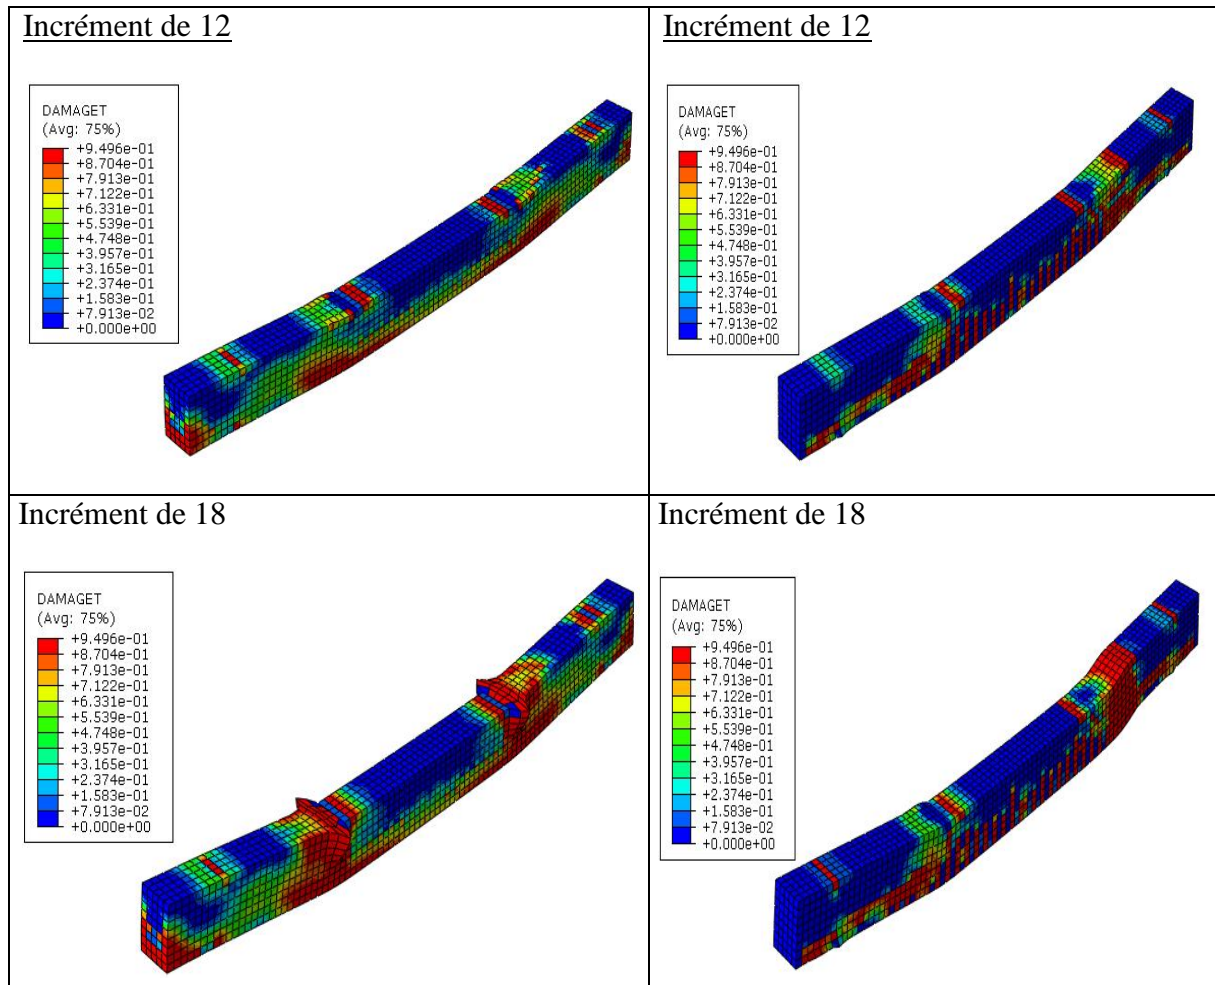 Incrément de 12
DAMAGET
(Avg: 75%)
+9.496e-01
+8.704e-01
+7.913e-01
+7.122e-01
+6.331e-01
+5.539e-01
+4.748e-01
+3.957e-01
+3.165e-01
+2.374e-01
+1.583e-01
+7.913e-02
+0.000e+00
Incrément de 12
DAMAGET
(Avg: 75%)
+9.496e-01
+8.704e-01
+7.913e-01
+7.122e-01
+6.331e-01
+5.539e-01
+4.748e-01
+3.957e-01
+3.165e-01
+2.374e-01
+1.583e-01
+7.913e-02
+0.000e+00
Incrément de 18
DAMAGET
(Avg: 75%)
+9.496e-01
+8.704e-01
+7.913e-01
+7.122e-01
+6.331e-01
+5.539e-01
+4.748e-01
+3.957e-01
+3.165e-01
+2.374e-01
+1.583e-01
+7.913e-02
+0.000e+00
Incrément de 18
DAMAGET
(Avg: 75%)
+9.496e-01
+8.704e-01
+7.913e-01
+7.122e-01
+6.331e-01
+5.539e-01
+4.748e-01
+3.957e-01
+3.165e-01
+2.374e-01
+1.583e-01
+7.913e-02
+0.000e+00